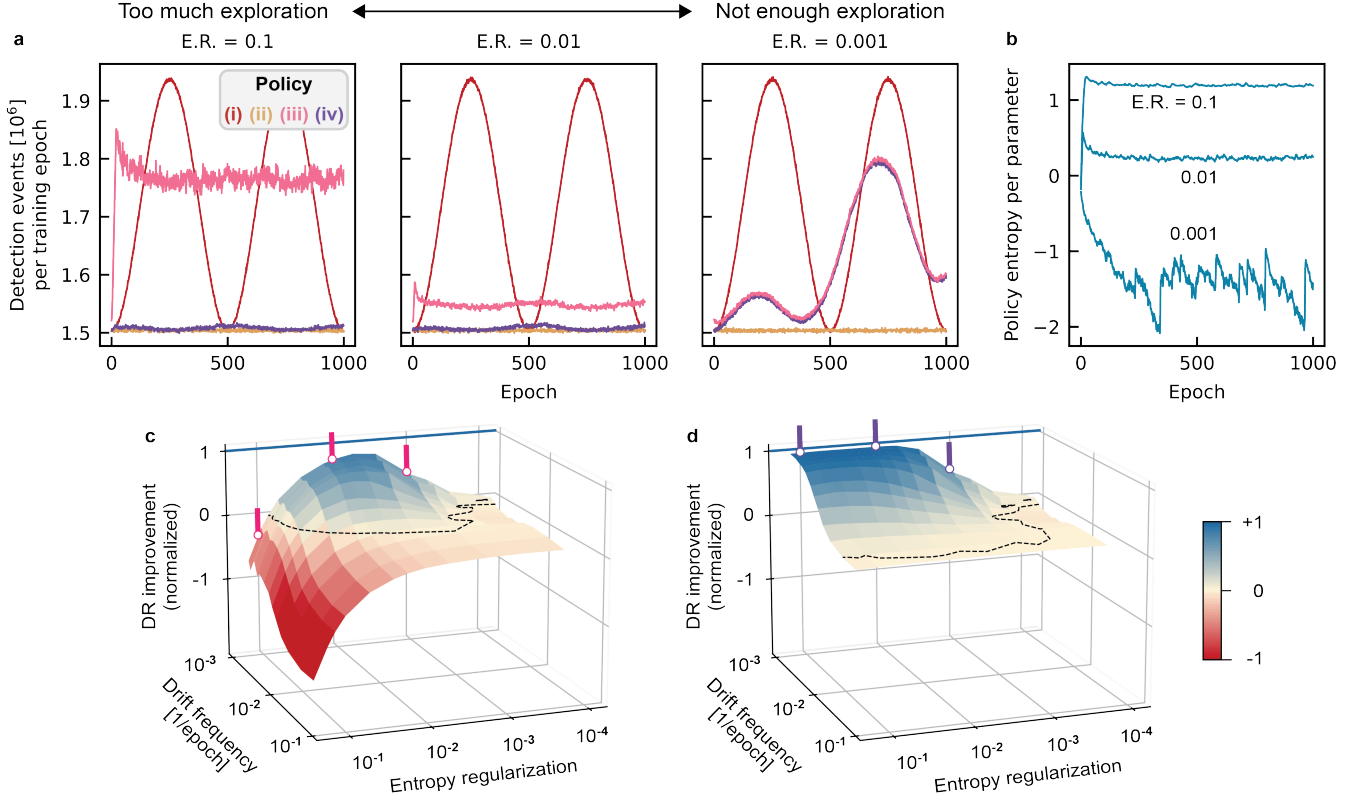 Too much exploration
Not enough exploration
a
E.R. = 0.1
E.R. = 0.01
E.R. = 0.001
b
Detection events [10⁶]
per training epoch
1.9
1.8
1.7
1.6
1.5
Policy
(i) (ii) (iii) (iv)
0 500 1000
0 500 1000
0 500 1000
Epoch
Policy entropy per parameter
1
0
−1
−2
E.R. = 0.1
0.01
0.001
0 500 1000
Epoch
c
DR improvement
(normalized)
1
0
-1
10⁻³
10⁻²
10⁻¹
Drift frequency
[1/epoch]
10⁻¹
10⁻²
10⁻³
10⁻⁴
Entropy regularization
d
DR improvement
(normalized)
1
0
-1
10⁻³
10⁻²
10⁻¹
Drift frequency
[1/epoch]
10⁻¹
10⁻²
10⁻³
10⁻⁴
Entropy regularization
+1
0
-1